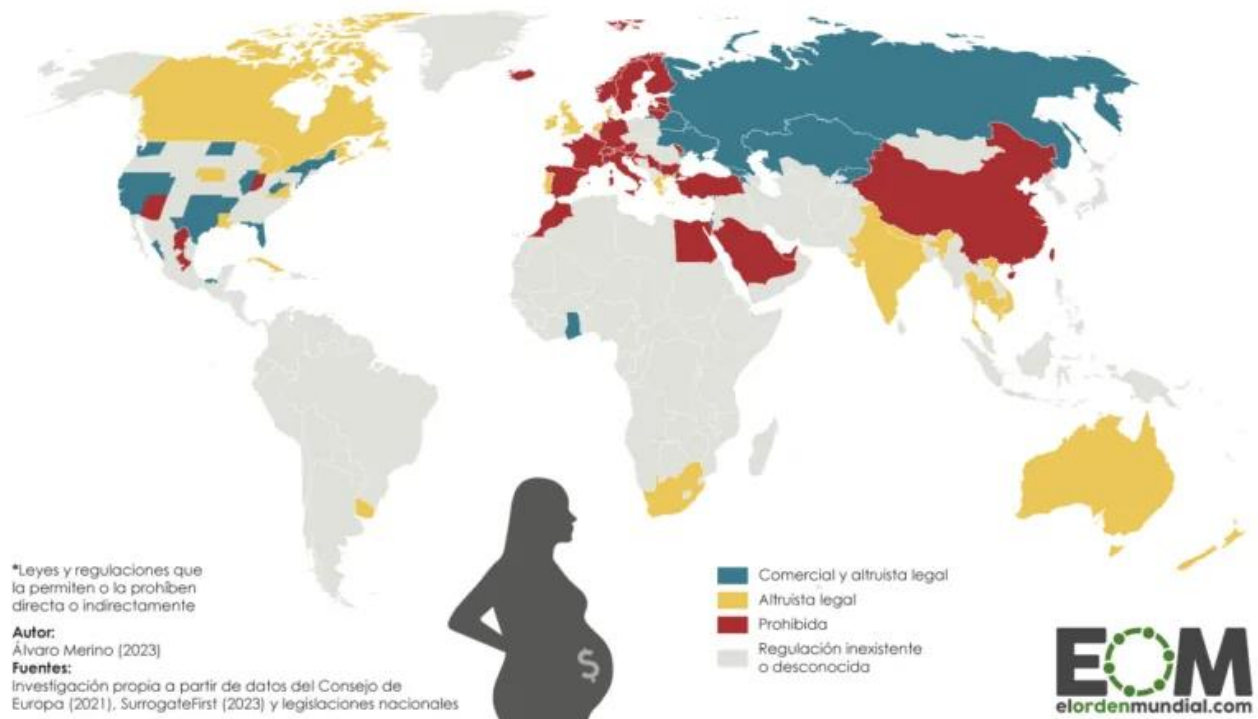 *Leyes y regulaciones que
la permiten o la prohíben
directa o indirectamente
Autor:
Álvaro Merino (2023)
Fuentes:
Investigación propia a partir de datos del Consejo de
Europa (2021), SurrogateFirst (2023) y legislaciones nacionales
$
Comercial y altruista legal
Altruista legal
Prohibida
Regulación inexistente
o desconocida
EOM
elordenmundial.com